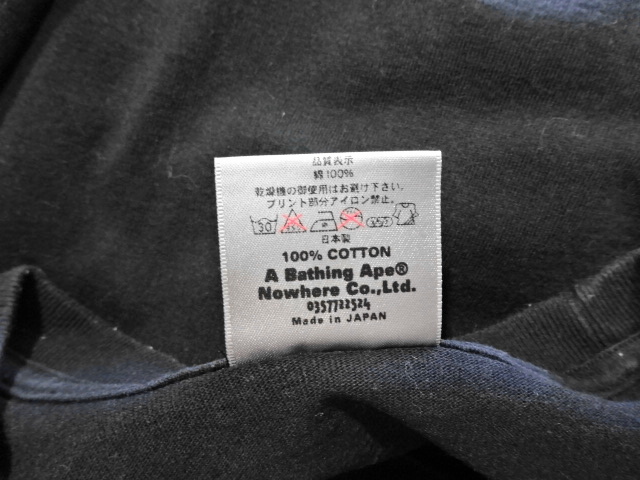 品質表示
綿100%
乾燥機の御使用はお避け下さい。
プリント部分アイロン禁止。
30
日本製
100% COTTON
A Bathing Ape®
Nowhere Co.,Ltd.
0357722524
Made in JAPAN